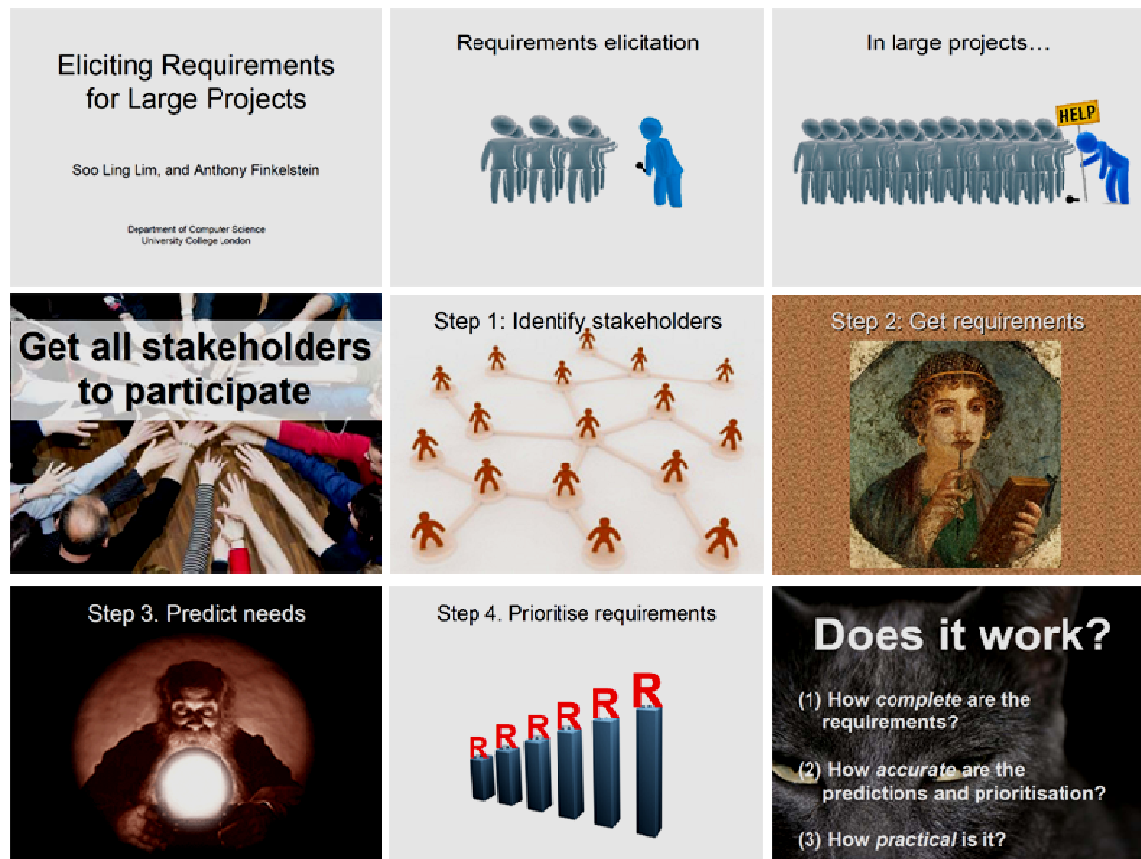 Eliciting Requirements
for Large Projects
Soo Ling Lim, and Anthony Finkelstein
Department of Computer Science
University College London
Requirements elicitation
In large projects…
HELP
Get all stakeholders
to participate
Step 1: Identify stakeholders
Step 2: Get requirements
Step 3. Predict needs
Step 4. Prioritise requirements
R R R R R R
Does it work?
(1) How complete are the
requirements?
(2) How accurate are the
predictions and prioritisation?
(3) How practical is it?